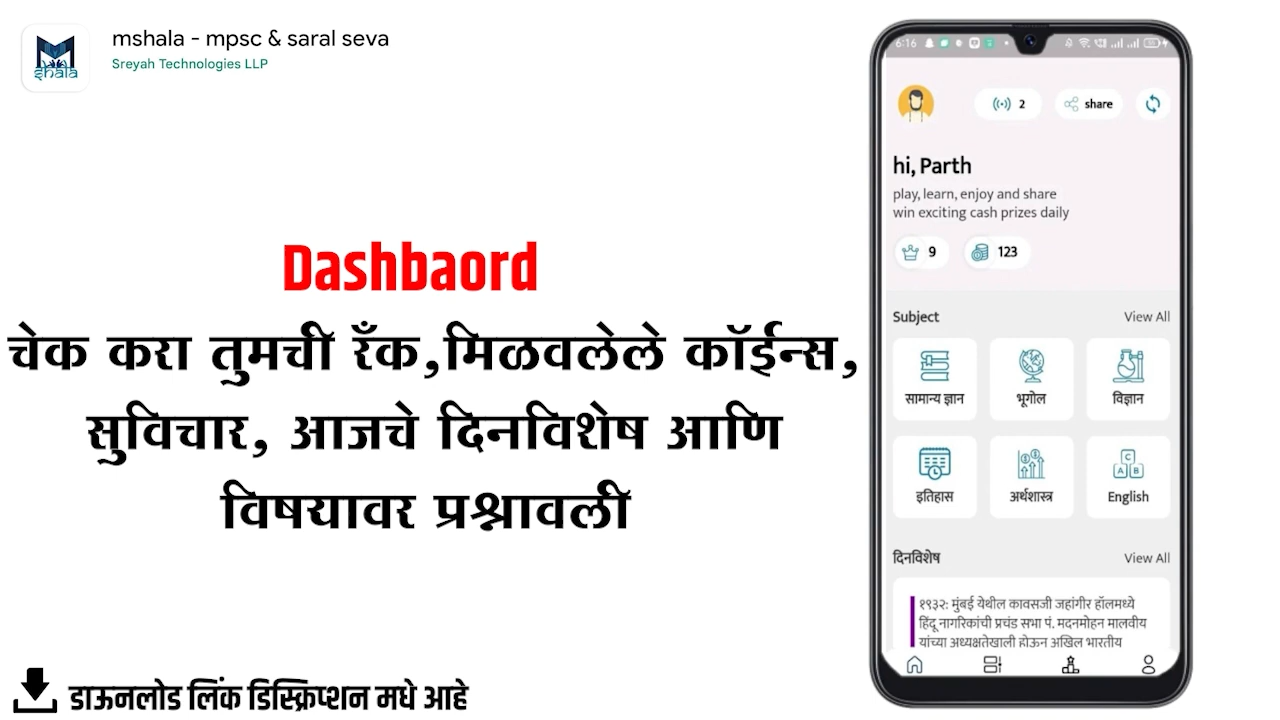 mshala - mpsc & saral seva
Sreyah Technologies LLP
Dashbaord
चेक करा तुमची रँक,मिळवलेले कॉईन्स,
सुविचार, आजचे दिनविशेष आणि
विषयावर प्रश्नावली
डाऊनलोड लिंक डिस्क्रिप्शन मधे आहे
6:16
2
share
hi, Parth
play, learn, enjoy and share
win exciting cash prizes daily
9
123
Subject
View All
सामान्य ज्ञान
भूगोल
विज्ञान
इतिहास
अर्थशास्त्र
English
दिनविशेष
View All
१९३२: मुंबई येथील कावसजी जहांगीर हॉलमध्ये
हिंदू नागरिकांची प्रचंड सभा पं. मदनमोहन मालवीय
यांच्या अध्यक्षतेखाली होऊन अखिल भारतीय